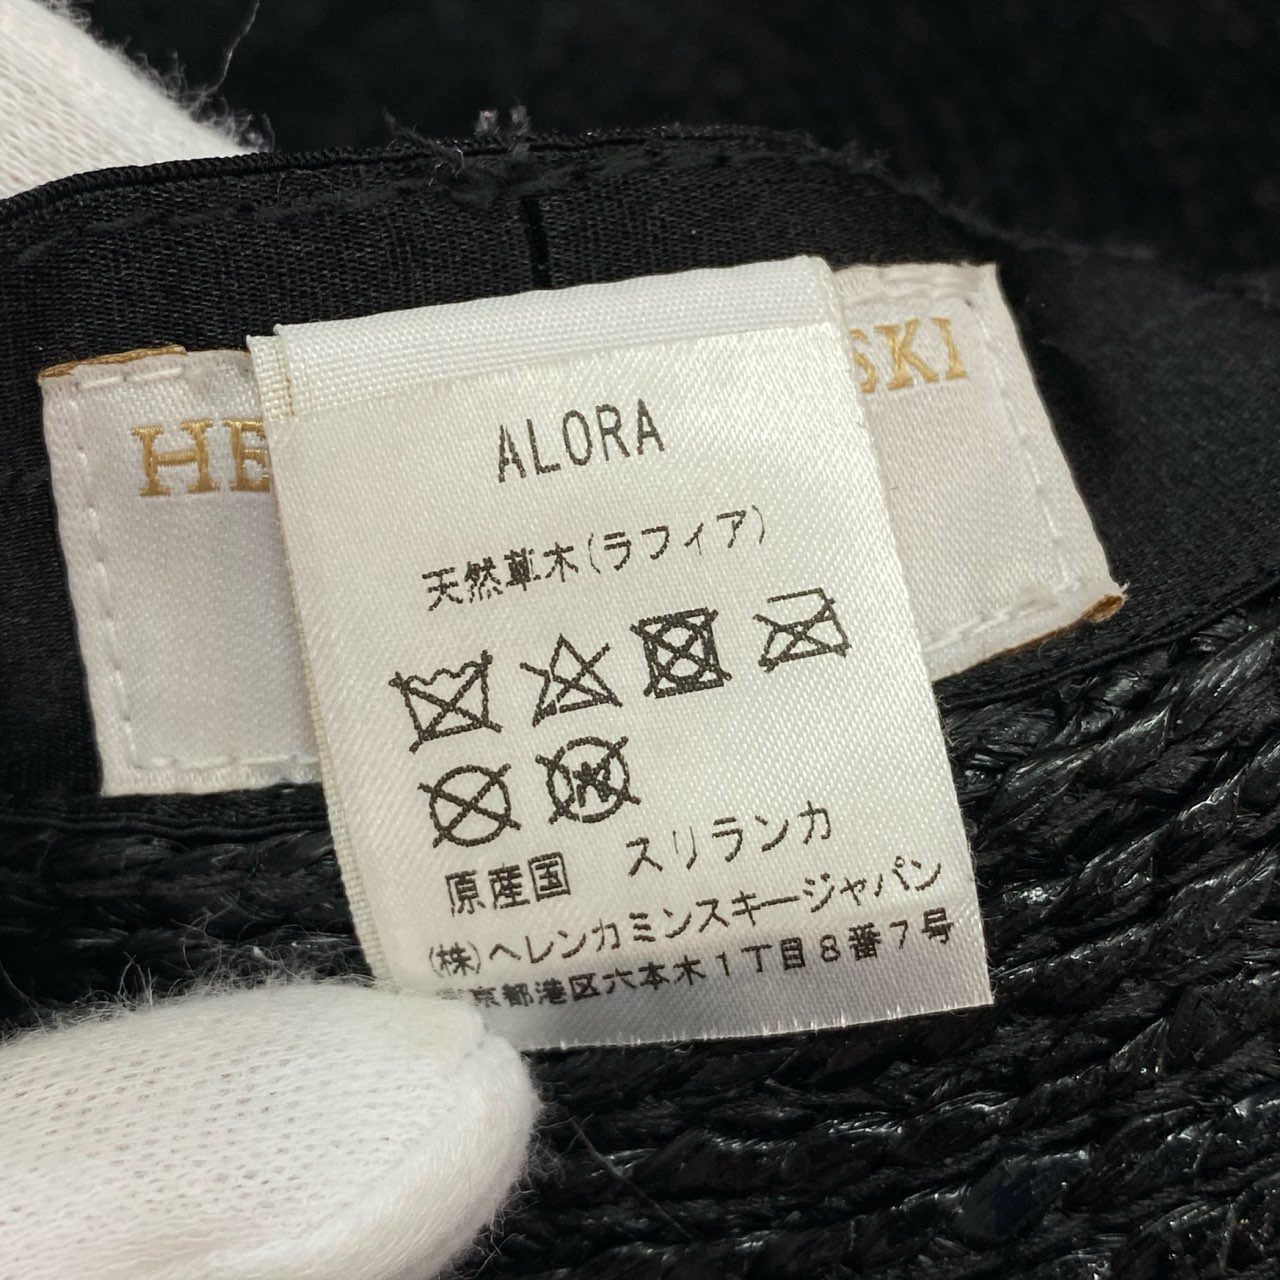 HE
SKI
ALORA
天然草木(ラフィア)
原産国 スリランカ
(株)ヘレンカミンスキージャパン
東京都港区六本木1丁目8番7号